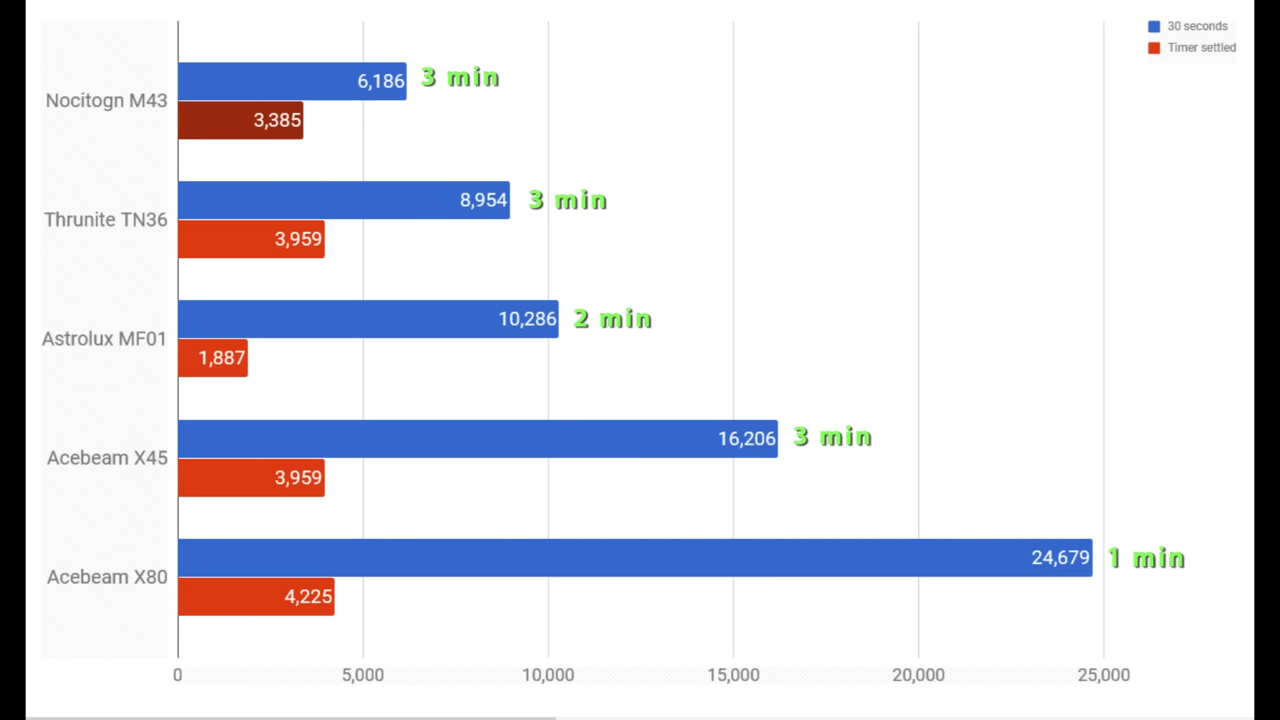 30 seconds
Timer settled
Nocitogn M43
6,186
3 min
3,385
Thrunite TN36
8,954
3 min
3,959
Astrolux MF01
10,286
2 min
1,887
Acebeam X45
16,206
3 min
3,959
Acebeam X80
24,679
1 min
4,225
0
5,000
10,000
15,000
20,000
25,000